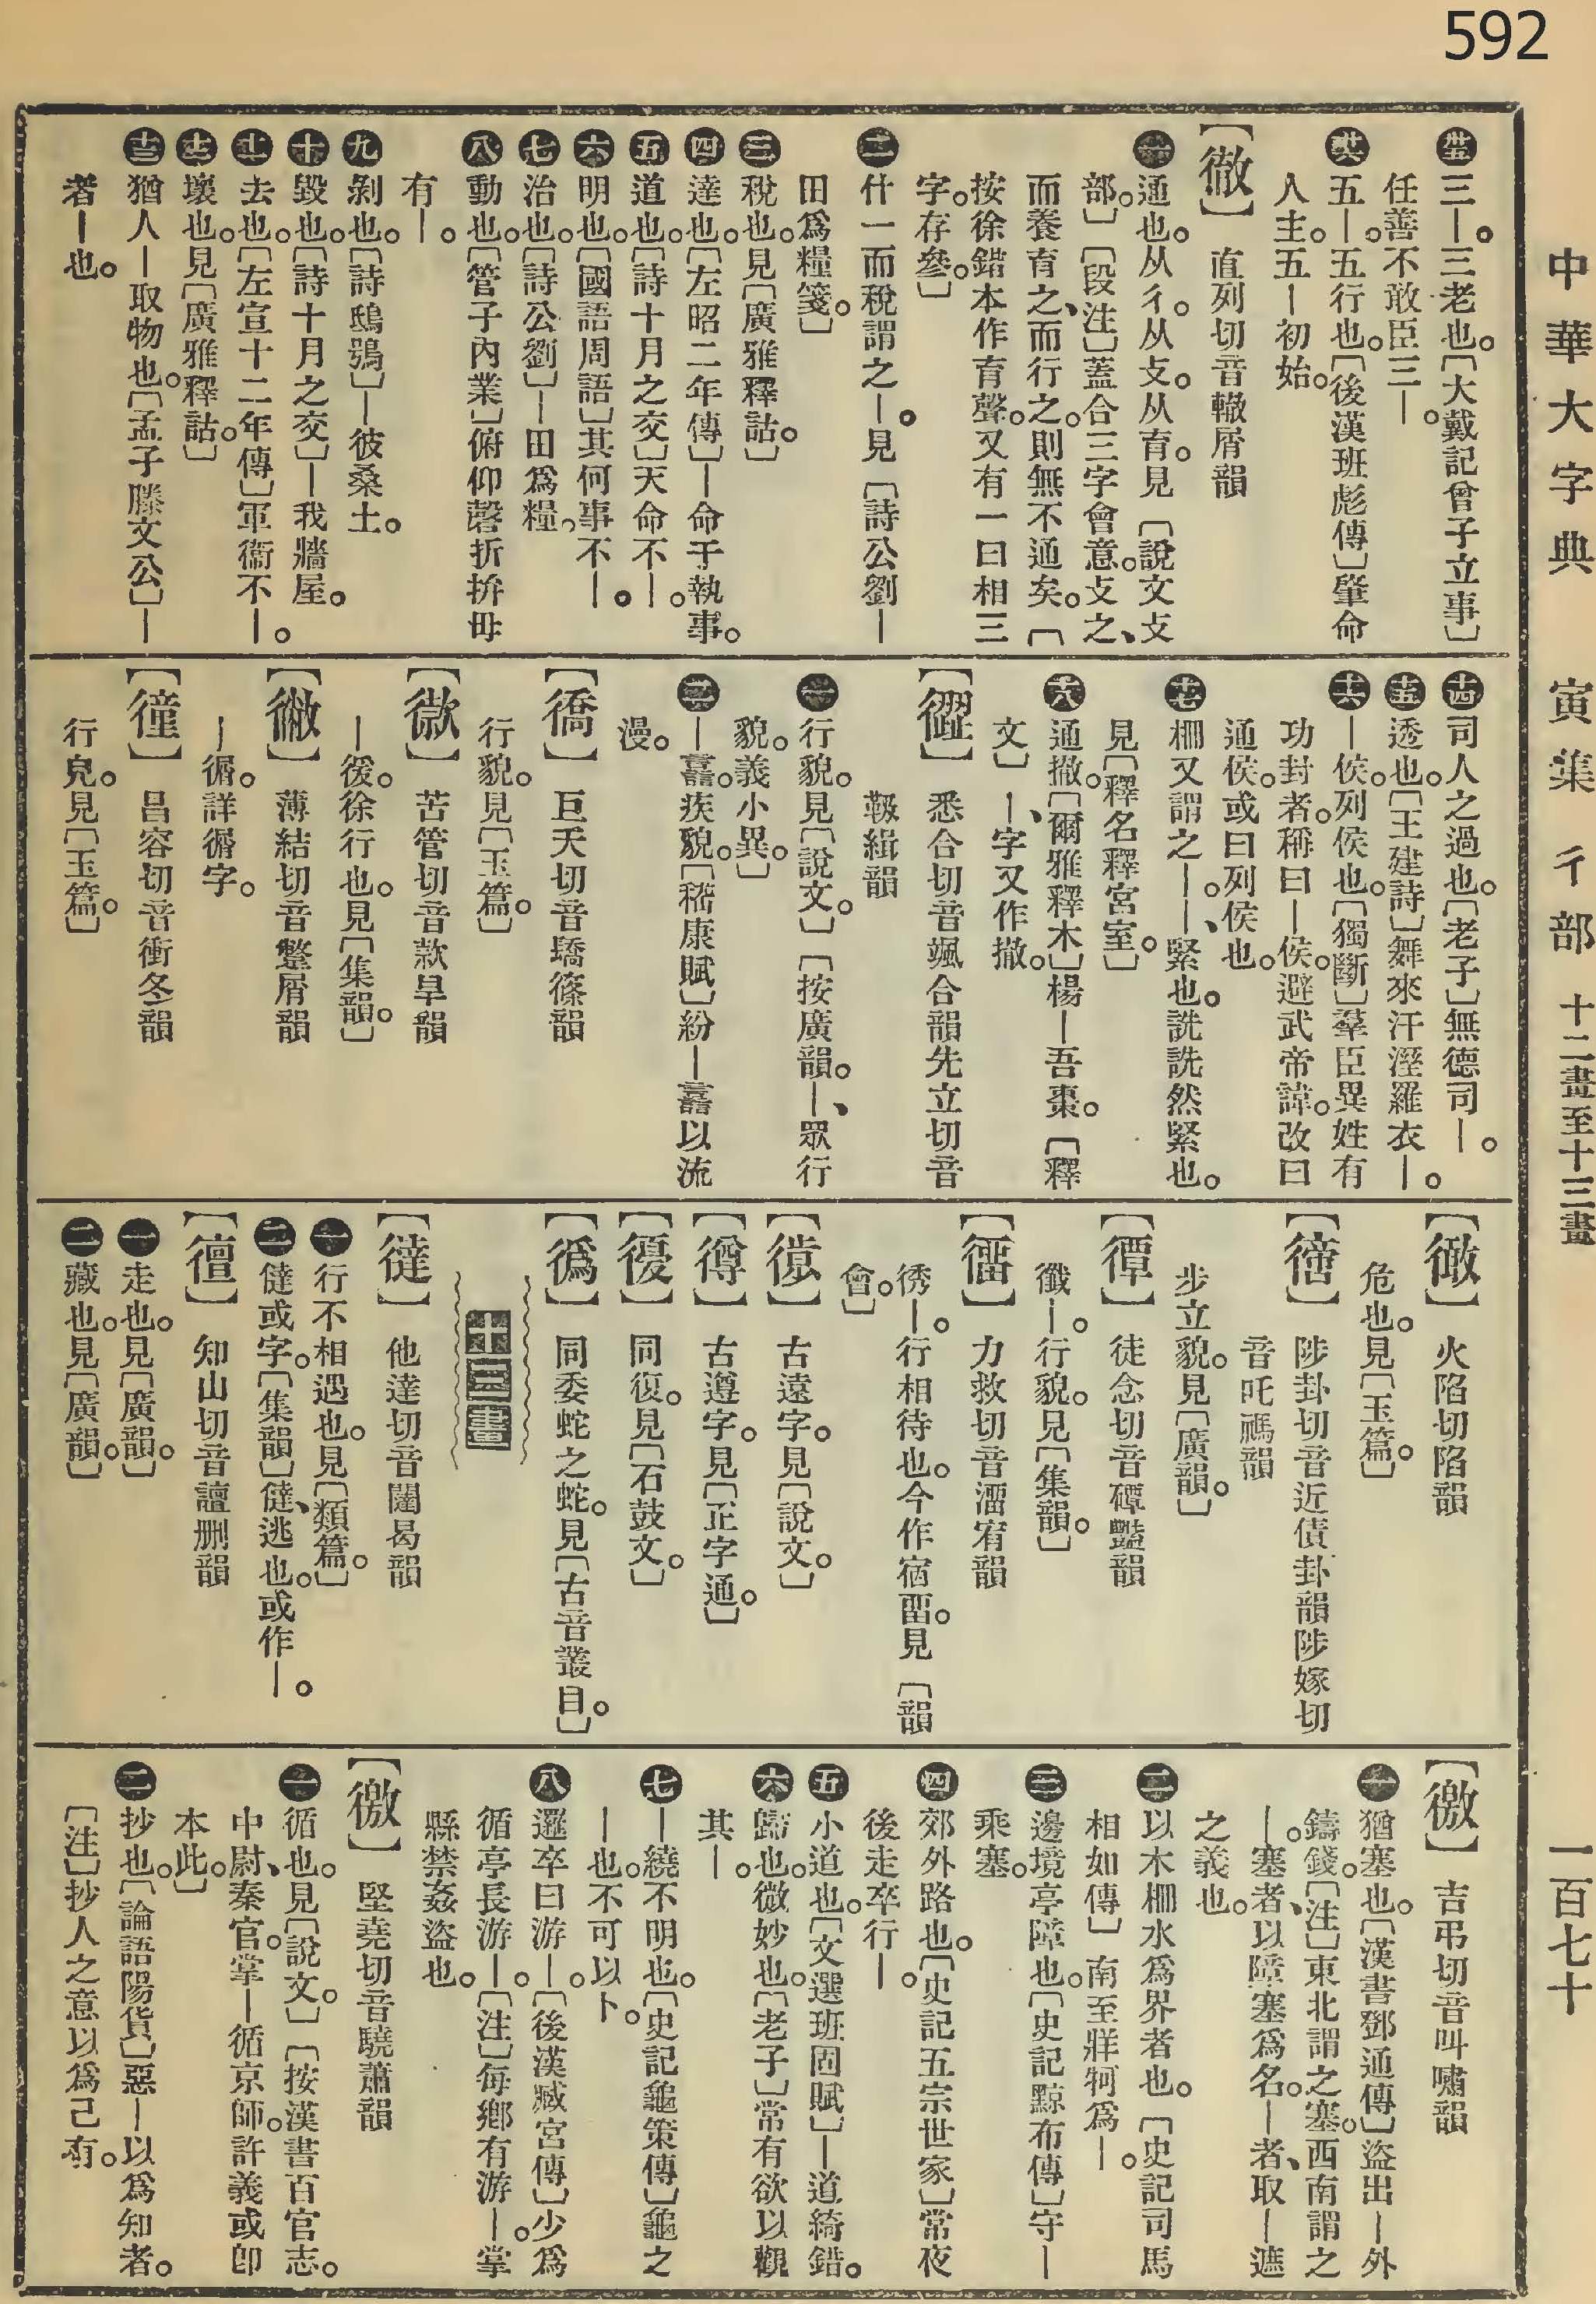 592
中華大字典　寅集　彳部　十二畫至十三畫　一百七十
三｜。三老也。〔大戴記曾子立事〕
任善不敢臣三｜。
五｜。五行也。〔後漢班彪傳〕肇命
人主。五｜初始。
【徹】　直列切音轍屑韻
㊀通也。从彳。从攴。从育。見〔說文攴
部。〕〔段注〕蓋合三字會意。攴之、
而養育之、而行之。則無不通矣。〔
按徐鍇本作育聲。又有一曰相三
字。存參。〕
㊁什一而稅謂之｜。見〔詩公劉｜
田爲糧箋。〕
㊂稅也。見〔廣雅釋詁。〕
㊃達也。〔左昭二年傳〕｜命于執事。
㊄道也。〔詩十月之交〕天命不｜。
㊅明也。〔國語周語〕其何事不｜。
㊆治也。〔詩公劉〕｜田爲糧。
㊇動也。〔管子內業〕俯仰磬折拚毋
有｜。
㊈剝也。〔詩鴟鴞〕｜彼桑土。
㊉毀也。〔詩十月之交〕｜我牆屋。
十一去也。〔左宣十二年傳〕軍衞不｜。
十二壞也。見〔廣雅釋詁。〕
十三猶人｜取物也。〔孟子滕文公〕｜
者｜也。
十四司人之過也。〔老子〕無德司｜。
十五透也。〔王建詩〕舞來汗溼羅衣｜。
十六｜侯。列侯也。〔獨斷〕羣臣異姓有
功封者。稱曰｜侯。避武帝諱。改曰
通侯。或曰列侯也。
十七柵又謂之｜。｜、緊也。詵詵然緊也。
見〔釋名釋宮室。〕
十八通撤。〔爾雅釋木〕楊｜吾棗。〔釋
文〕｜、字又作撤。
【𢖃】　悉合切音颯合韻先立切音
靸緝韻
㊀行貌。見〔說文。〕〔按廣韻。｜、眾行
貌。義小異。〕
㊁｜譶。疾貌。〔嵇康賦〕紛｜譶以流
漫。
【僑】　巨夭切音驕篠韻
行貌。見〔玉篇。〕
【𢕫】　苦管切音款旱韻
｜徬。徐行也。見〔集韻。〕
【𢕳】　薄結切音蹩屑韻
｜徶。詳徶字。
【徸】　昌容切音衝冬韻
行皃。見〔玉篇。〕
火陷切陷韻
危也。見〔玉篇。〕
陟卦切音近債卦韻陟嫁切
音吒禡韻
步立貌。見〔廣韻。〕
徒念切音磹豔韻
㣶｜。行貌。見〔集韻。〕
力救切音溜宥韻
㣦｜。行相待也。今作宿畱。見〔韻
會。〕
古遠字。見〔說文。〕
古遵字。見〔正字通。〕
同復。見〔石鼓文。〕
同委蛇之蛇。見〔古音叢目。〕
十三畫
【㣵】　他達切音闥曷韻
㊀行不相遇也。見〔類篇。〕
㊁㒓或字。〔集韻〕㒓、逃也。或作｜。
【𢕻】　知山切音譠删韻
㊀走也。見〔廣韻。〕
㊁藏也。見〔廣韻。〕
【徼】　吉弔切音叫嘯韻
㊀猶塞也。〔漢書鄧通傳〕盜出｜外
鑄錢。〔注〕東北謂之塞。西南謂之
｜。塞者、以障塞爲名。｜者、取｜遮
之義也。
㊁以木柵水爲界者也。〔史記司馬
相如傳〕南至牂牁爲｜。
㊂邊境亭障也。〔史記黥布傳〕守｜
乘塞。
㊃郊外路也。〔史記五宗世家〕常夜
後走卒行｜。
㊄小道也。〔文選班固賦〕｜道綺錯。
㊅歸也。微妙也。〔老子〕常有欲以觀
其｜。
㊆｜繞不明也。〔史記龜策傳〕龜之
｜也。不可以卜。
㊇邏卒曰游｜。〔後漢臧宮傳〕少爲
循亭長游｜。〔注〕每鄉有游｜。掌
縣禁姦盜也。
【徼】　堅堯切音驍蕭韻
㊀循也。見〔說文。〕〔按漢書百官志。
中尉、秦官。掌｜循京師。許義或卽
本此。〕
㊁抄也。〔論語陽貨〕惡｜以爲知者。
〔注〕抄人之意以爲己有。